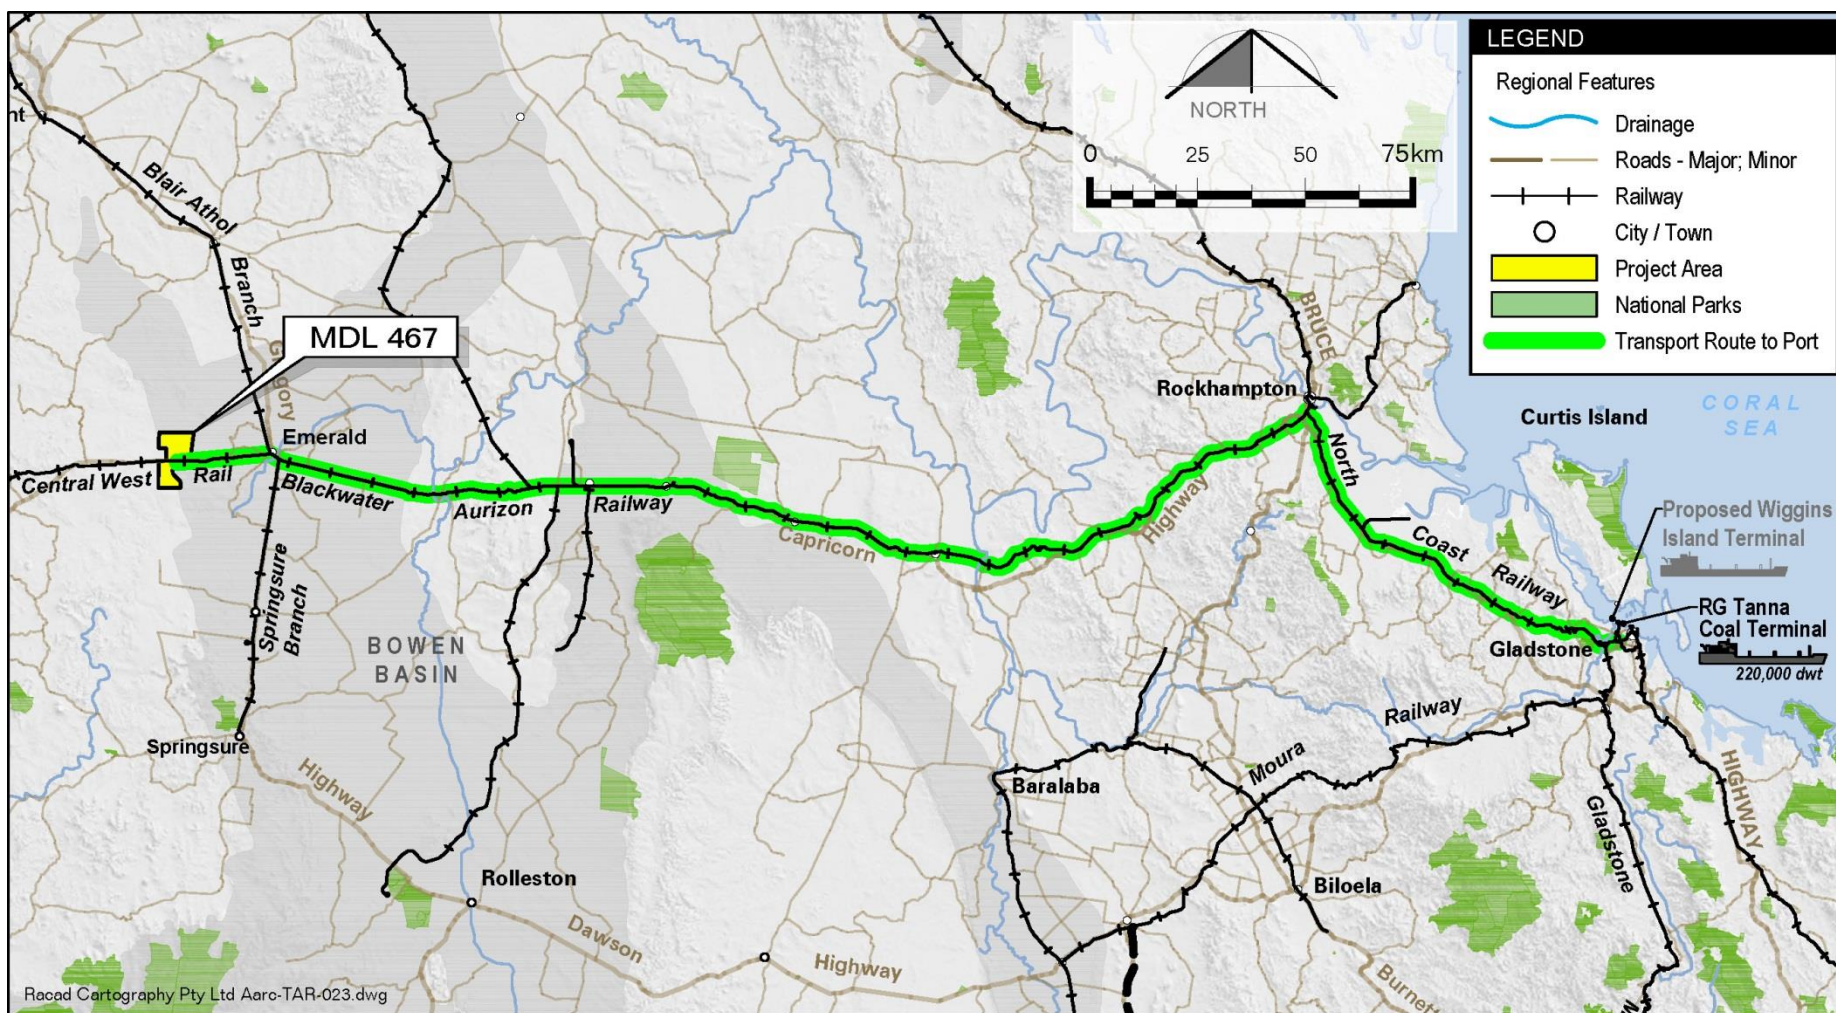 LEGEND
Regional Features
Drainage
Roads - Major; Minor
Railway
City / Town
Project Area
National Parks
Transport Route to Port
NORTH
0 25 50 75km
nt
Blair Athol
Branch
MDL 467
Gregory
BRUCE
Rockhampton
Curtis Island
CORAL
SEA
Emerald
Central West
Rail
Blackwater
Aurizon
Railway
Capricorn
Highway
North
Coast
Railway
Proposed Wiggins
Island Terminal
RG Tanna
Coal Terminal
220,000 dwt
Gladstone
Springsure
Branch
BOWEN
BASIN
Springsure
Highway
Railway
Moura
Baralaba
HIGHWAY
Gladstone
Rolleston
Biloela
Dawson
Highway
Burnett
Racad Cartography Pty Ltd Aarc-TAR-023.dwg